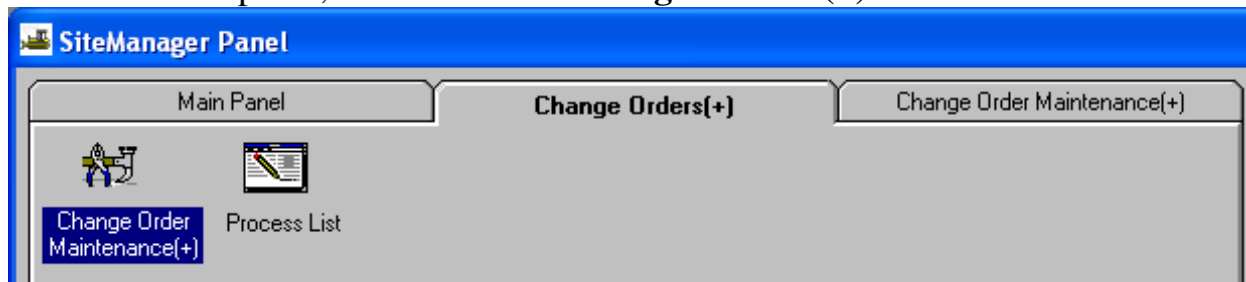 SiteManager Panel
Main Panel
Change Orders(+)
Change Order Maintenance(+)
Change Order
Maintenance(+)
Process List